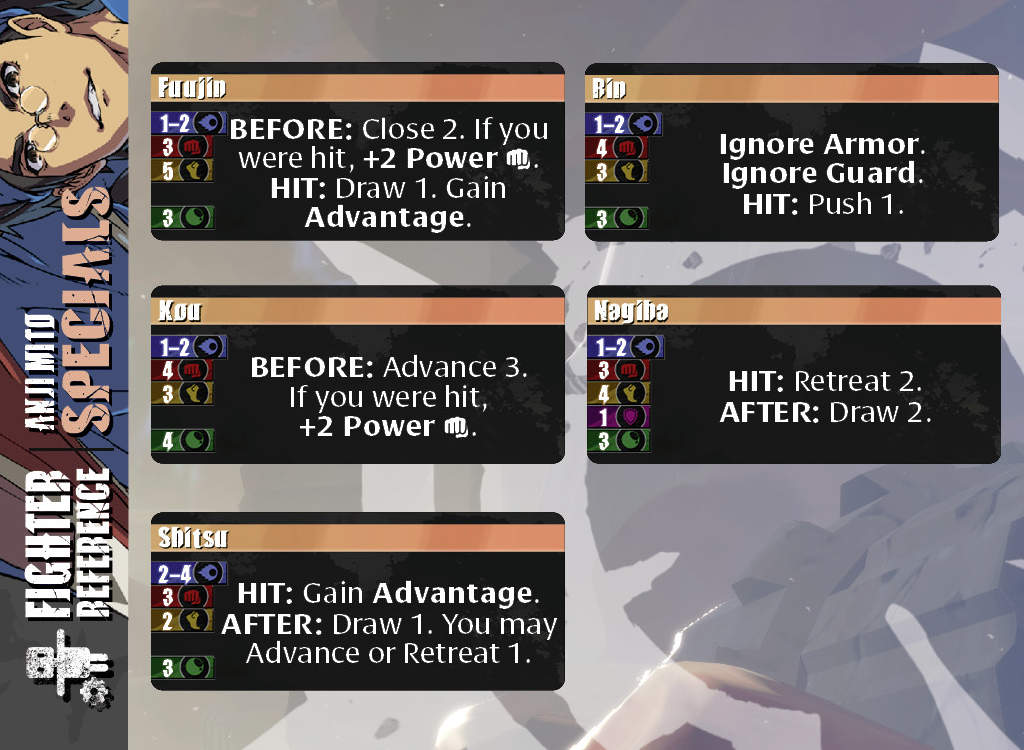 FIGHTER
REFERENCE
ANJI MITO
SPECIALS
Fuujin
1–2
3
5
3
BEFORE: Close 2. If you
were hit, +2 Power.
HIT: Draw 1. Gain
Advantage.
Rin
1–2
4
3
3
Ignore Armor.
Ignore Guard.
HIT: Push 1.
Kou
1–2
4
3
4
BEFORE: Advance 3.
If you were hit,
+2 Power.
Nagiha
1–2
3
4
1
3
HIT: Retreat 2.
AFTER: Draw 2.
Shitsu
2–4
3
2
3
HIT: Gain Advantage.
AFTER: Draw 1. You may
Advance or Retreat 1.